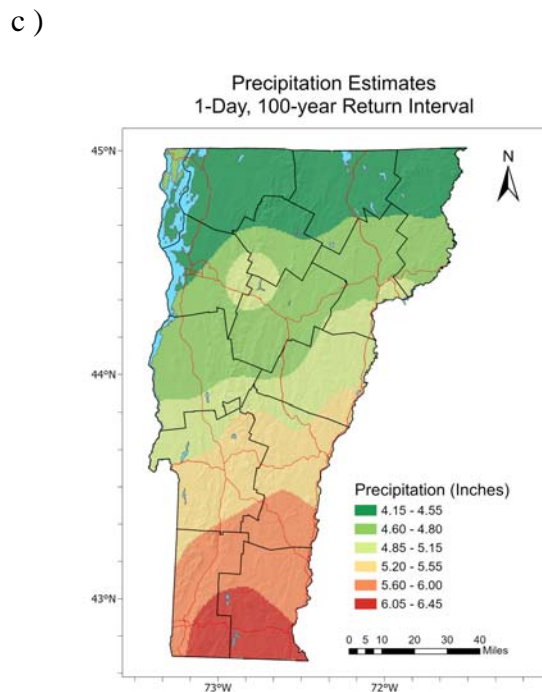 c )
Precipitation Estimates
1-Day, 100-year Return Interval
45°N
N
44°N
Precipitation (Inches)
4.15 - 4.55
4.60 - 4.80
4.85 - 5.15
5.20 - 5.55
5.60 - 6.00
6.05 - 6.45
43°N
0 5 10 20 30 40
Miles
73°W 72°W